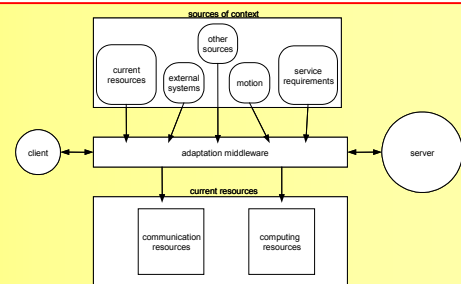 sources of context
other
sources
current
resources
external
systems
motion
service
requirements
client
adaptation middleware
server
current resources
communication
resources
computing
resources